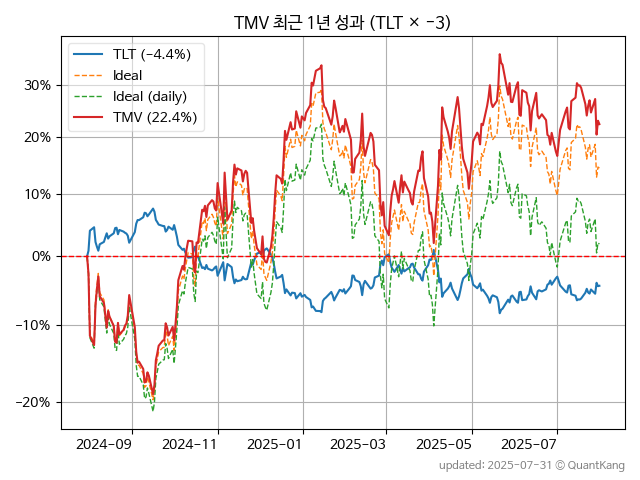 TMV 최근 1년 성과 (TLT × −3)
TLT (−4.4%)
Ideal
Ideal (daily)
TMV (22.4%)
30%
20%
10%
0%
−10%
−20%
2024−09 2024−11 2025−01 2025−03 2025−05 2025−07
updated: 2025-07-31 © QuantKang